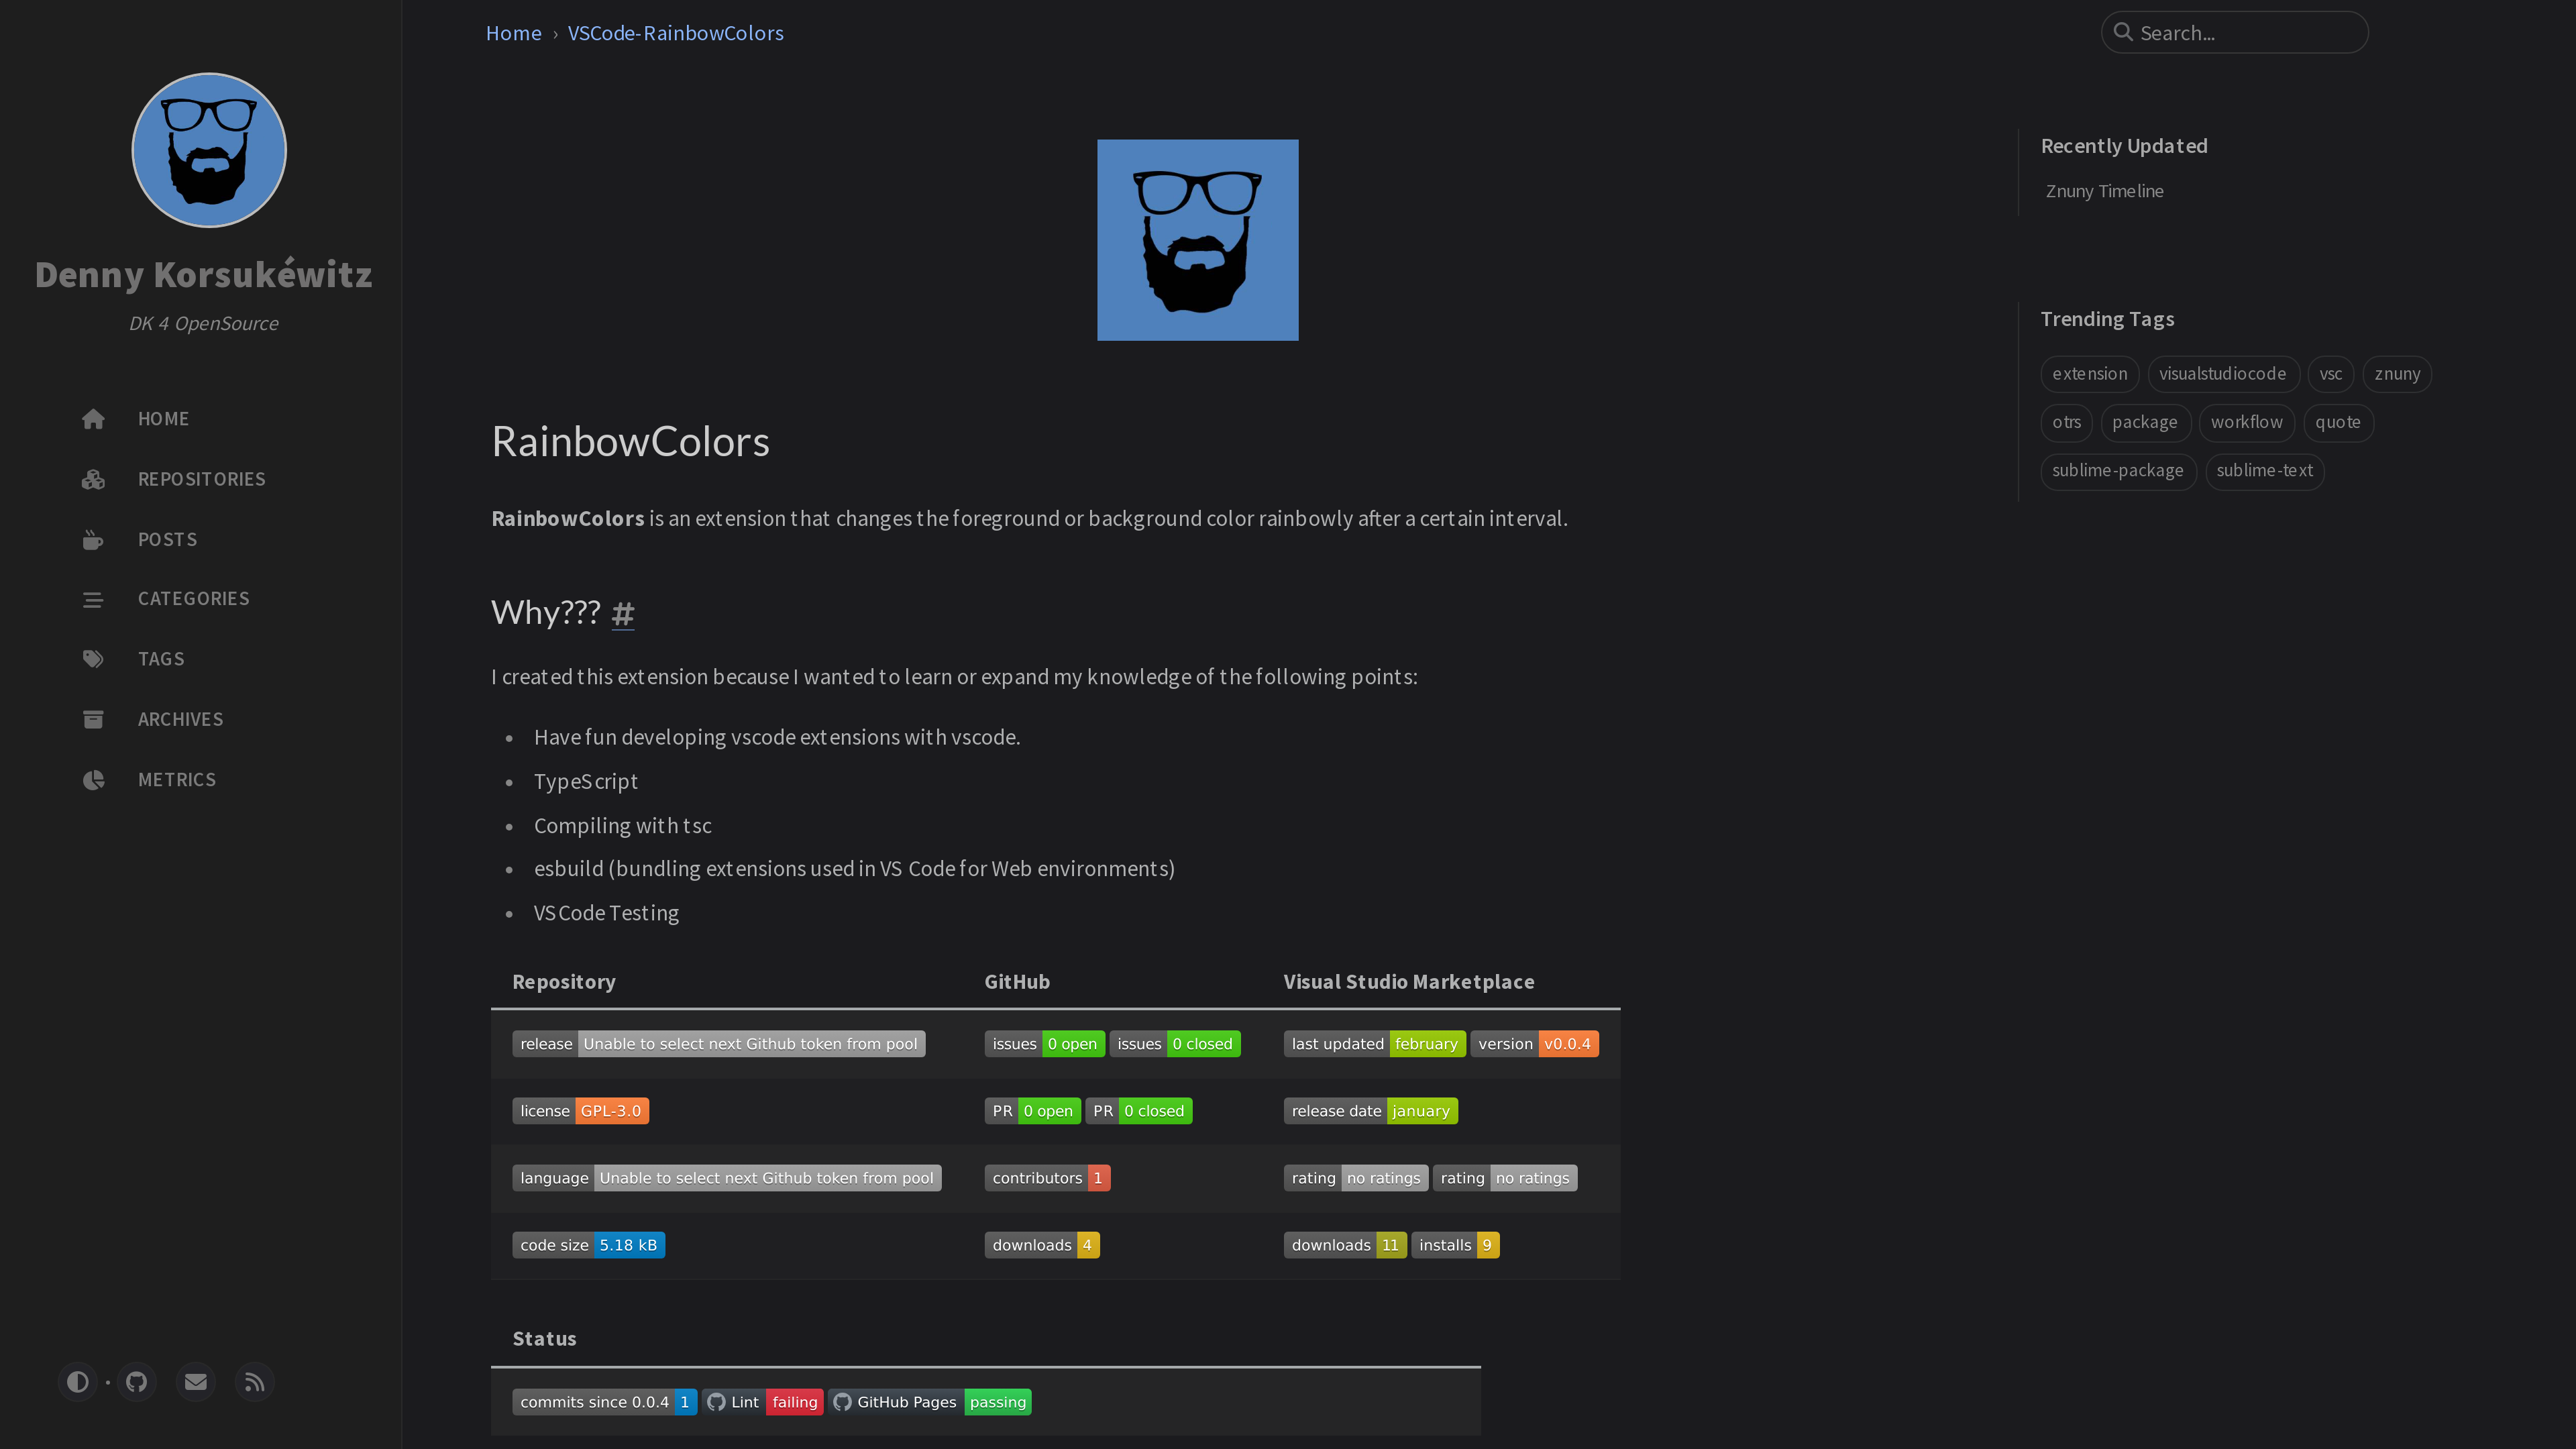 Denny Korsukéwitz
DK 4 OpenSource
HOME
REPOSITORIES
POSTS
CATEGORIES
TAGS
ARCHIVES
METRICS
Home › VSCode-RainbowColors
Search...
RainbowColors
RainbowColors is an extension that changes the foreground or background color rainbowly after a certain interval.
Why??? #
I created this extension because I wanted to learn or expand my knowledge of the following points:
• Have fun developing vscode extensions with vscode.
• TypeScript
• Compiling with tsc
• esbuild (bundling extensions used in VS Code for Web environments)
• VSCode Testing
Repository GitHub Visual Studio Marketplace
release Unable to select next Github token from pool issues 0 open issues 0 closed last updated february version v0.0.4
license GPL-3.0 PR 0 open PR 0 closed release date january
language Unable to select next Github token from pool contributors 1 rating no ratings rating no ratings
code size 5.18 kB downloads 4 downloads 11 installs 9
Status
commits since 0.0.4 1 Lint failing GitHub Pages passing
Recently Updated
Znuny Timeline
Trending Tags
extension visualstudiocode vsc znuny
otrs package workflow quote
sublime-package sublime-text